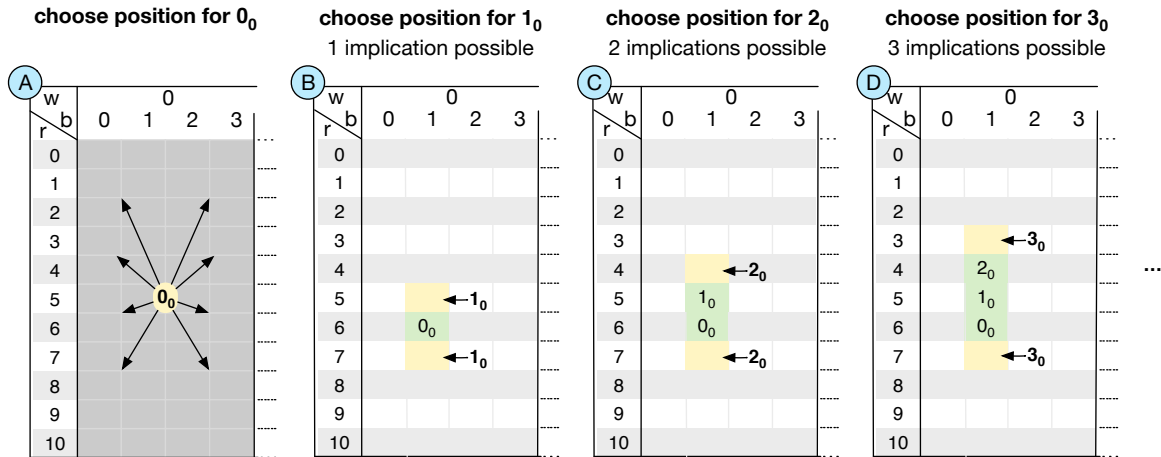 choose position for 0₀
A
w 0
b 0 1 2 3
r
0
1
2
3
4
5
6
7
8
9
10
0₀
choose position for 1₀
1 implication possible
B
w 0
b 0 1 2 3
r
0
1
2
3
4
5 1₀
6 0₀
7 1₀
8
9
10
choose position for 2₀
2 implications possible
C
w 0
b 0 1 2 3
r
0
1
2
3
4 2₀
5 1₀
6 0₀
7 2₀
8
9
10
choose position for 3₀
3 implications possible
D
w 0
b 0 1 2 3
r
0
1
2
3 3₀
4 2₀
5 1₀
6 0₀
7 3₀
8
9
10
...